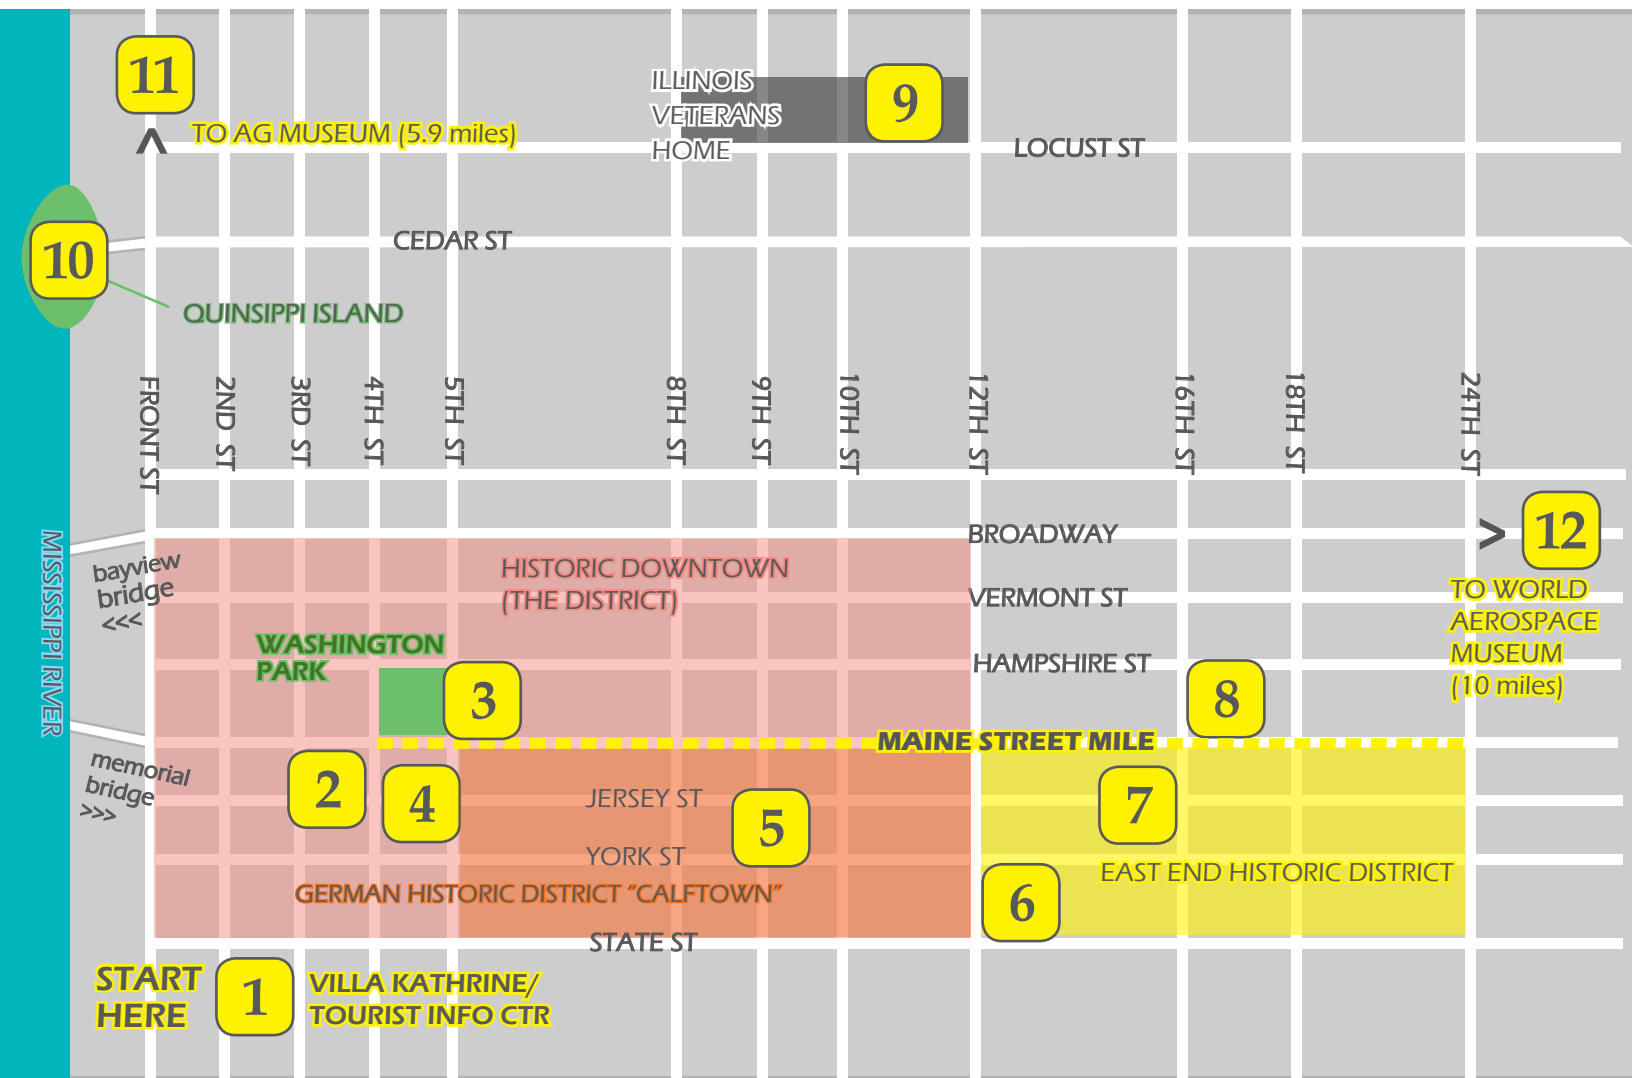 11
TO AG MUSEUM (5.9 miles)
ILLINOIS
VETERANS
HOME
9
LOCUST ST
10
CEDAR ST
QUINSIPPI ISLAND
FRONT ST
2ND ST
3RD ST
4TH ST
5TH ST
8TH ST
9TH ST
10TH ST
12TH ST
16TH ST
18TH ST
24TH ST
MISSISSIPPI RIVER
bayview
bridge
<<<
BROADWAY
> 12
TO WORLD
AEROSPACE
MUSEUM
(10 miles)
HISTORIC DOWNTOWN
(THE DISTRICT)
VERMONT ST
WASHINGTON
PARK
3
HAMPSHIRE ST
8
MAINE STREET MILE
memorial
bridge
>>>
2
4
JERSEY ST
5
7
YORK ST
GERMAN HISTORIC DISTRICT “CALFTOWN”
EAST END HISTORIC DISTRICT
6
STATE ST
START
HERE
1
VILLA KATHRINE/
TOURIST INFO CTR